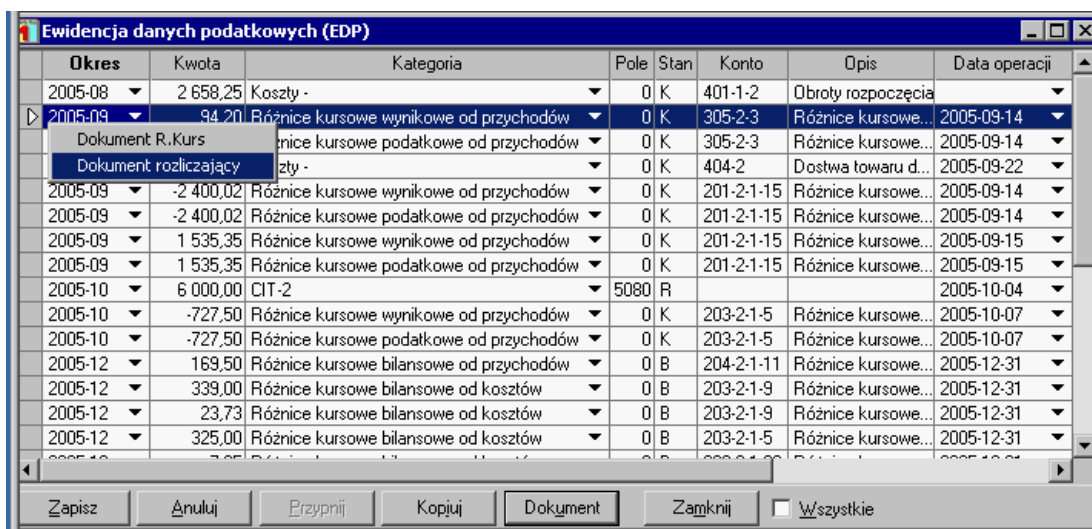 Ewidencja danych podatkowych (EDP)
Okres Kwota Kategoria Pole Stan Konto Opis Data operacji
2005-08 2 658,25 Koszty - 0 K 401-1-2 Obroty rozpoczęcia
2005-09 94,20 Różnice kursowe wynikowe od przychodów 0 K 305-2-3 Różnice kursowe... 2005-09-14
Dokument R.Kurs nice kursowe podatkowe od przychodów 0 K 305-2-3 Różnice kursowe... 2005-09-14
Dokument rozliczający zty - 0 K 404-2 Dostwa towaru d... 2005-09-22
2005-09 -2 400,02 Różnice kursowe wynikowe od przychodów 0 K 201-2-1-15 Różnice kursowe... 2005-09-14
2005-09 -2 400,02 Różnice kursowe podatkowe od przychodów 0 K 201-2-1-15 Różnice kursowe... 2005-09-14
2005-09 1 535,35 Różnice kursowe wynikowe od przychodów 0 K 201-2-1-15 Różnice kursowe... 2005-09-15
2005-09 1 535,35 Różnice kursowe podatkowe od przychodów 0 K 201-2-1-15 Różnice kursowe... 2005-09-15
2005-10 6 000,00 CIT-2 5080 R 2005-10-04
2005-10 -727,50 Różnice kursowe wynikowe od przychodów 0 K 203-2-1-5 Różnice kursowe... 2005-10-07
2005-10 -727,50 Różnice kursowe podatkowe od przychodów 0 K 203-2-1-5 Różnice kursowe... 2005-10-07
2005-12 169,50 Różnice kursowe bilansowe od przychodów 0 B 204-2-1-11 Różnice kursowe... 2005-12-31
2005-12 339,00 Różnice kursowe bilansowe od kosztów 0 B 203-2-1-9 Różnice kursowe... 2005-12-31
2005-12 23,73 Różnice kursowe bilansowe od kosztów 0 B 203-2-1-9 Różnice kursowe... 2005-12-31
2005-12 325,00 Różnice kursowe bilansowe od kosztów 0 B 203-2-1-5 Różnice kursowe... 2005-12-31
Zapisz Anuluj Przypnij Kopiuj Dokument Zamknij Wszystkie